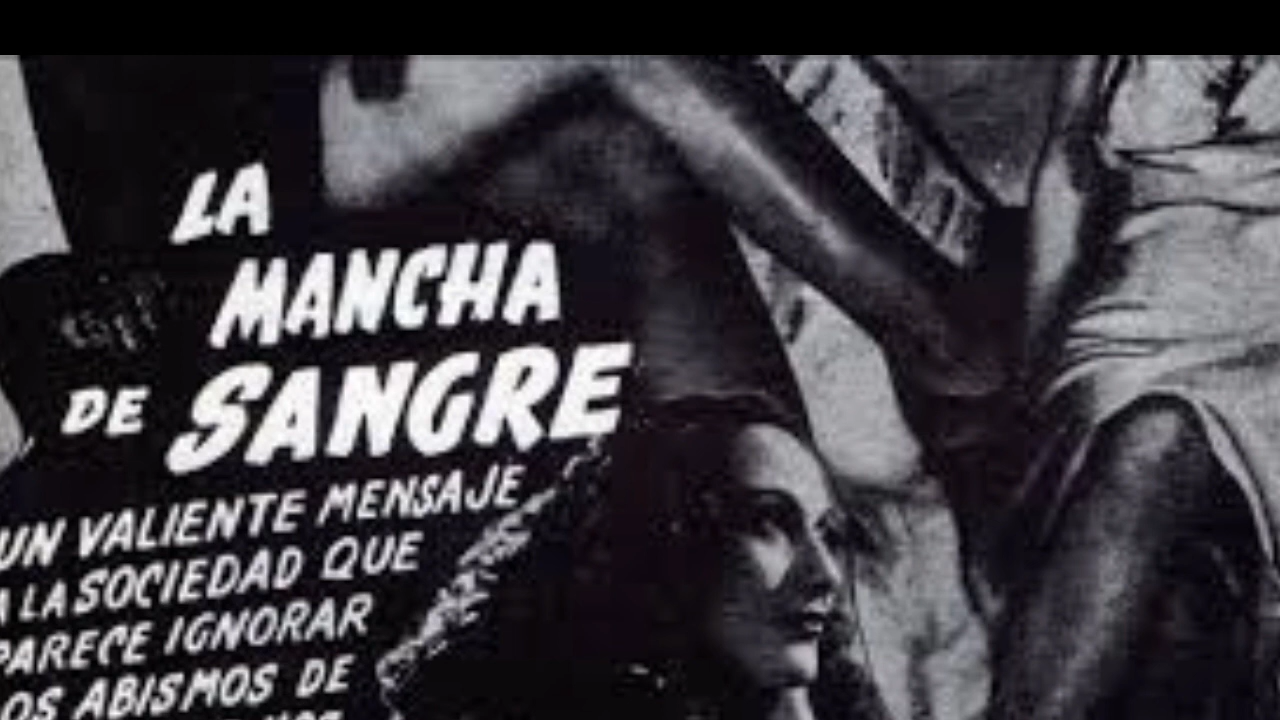 LA
MANCHA
DE SANGRE
UN VALIENTE MENSAJE
A LA SOCIEDAD QUE
PARECE IGNORAR
OS ABISMOS DE